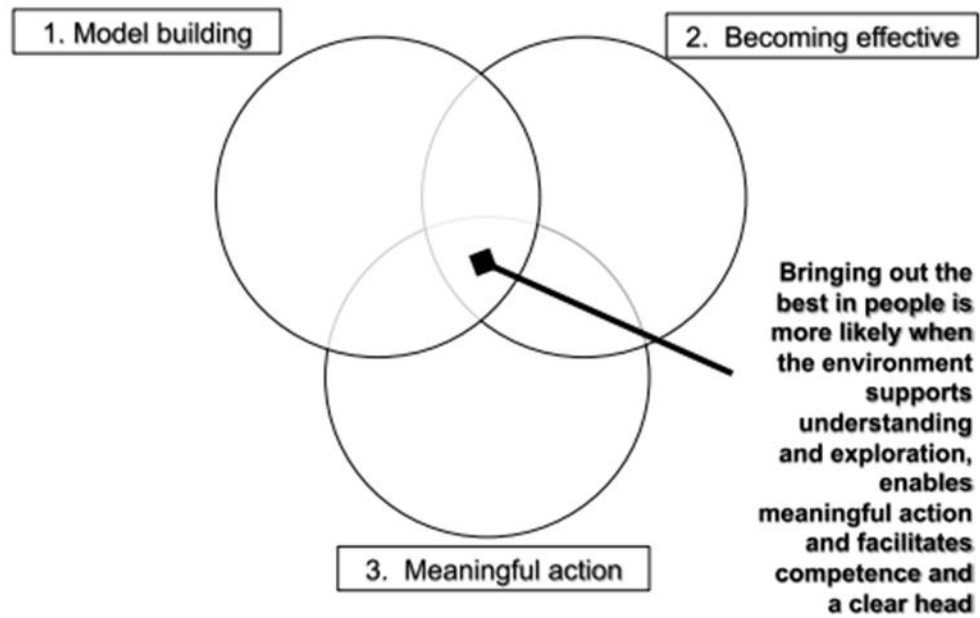 1. Model building
2. Becoming effective
Bringing out the
best in people is
more likely when
the environment
supports
understanding
and exploration,
enables
meaningful action
and facilitates
competence and
a clear head
3. Meaningful action